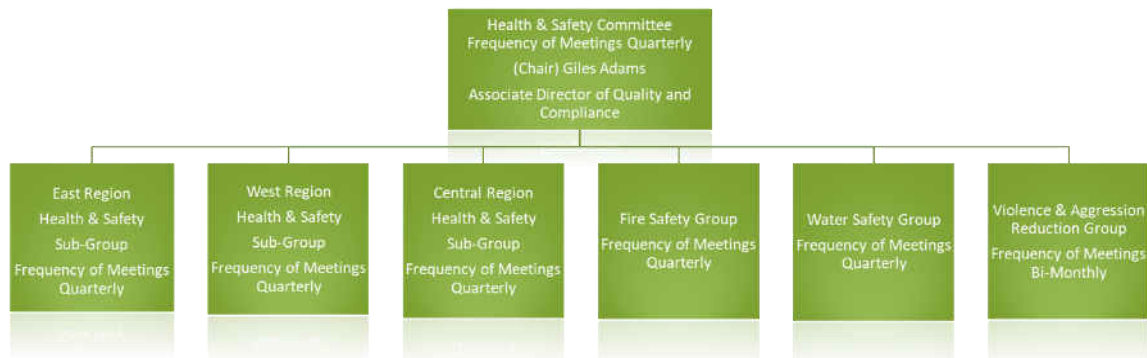 Health & Safety Committee
Frequency of Meetings Quarterly
(Chair) Giles Adams
Associate Director of Quality and
Compliance
East Region
Health & Safety
Sub-Group
Frequency of Meetings
Quarterly
West Region
Health & Safety
Sub-Group
Frequency of Meetings
Quarterly
Central Region
Health & Safety
Sub-Group
Frequency of Meetings
Quarterly
Fire Safety Group
Frequency of Meetings
Quarterly
Water Safety Group
Frequency of Meetings
Quarterly
Violence & Aggression
Reduction Group
Frequency of Meetings
Bi-Monthly